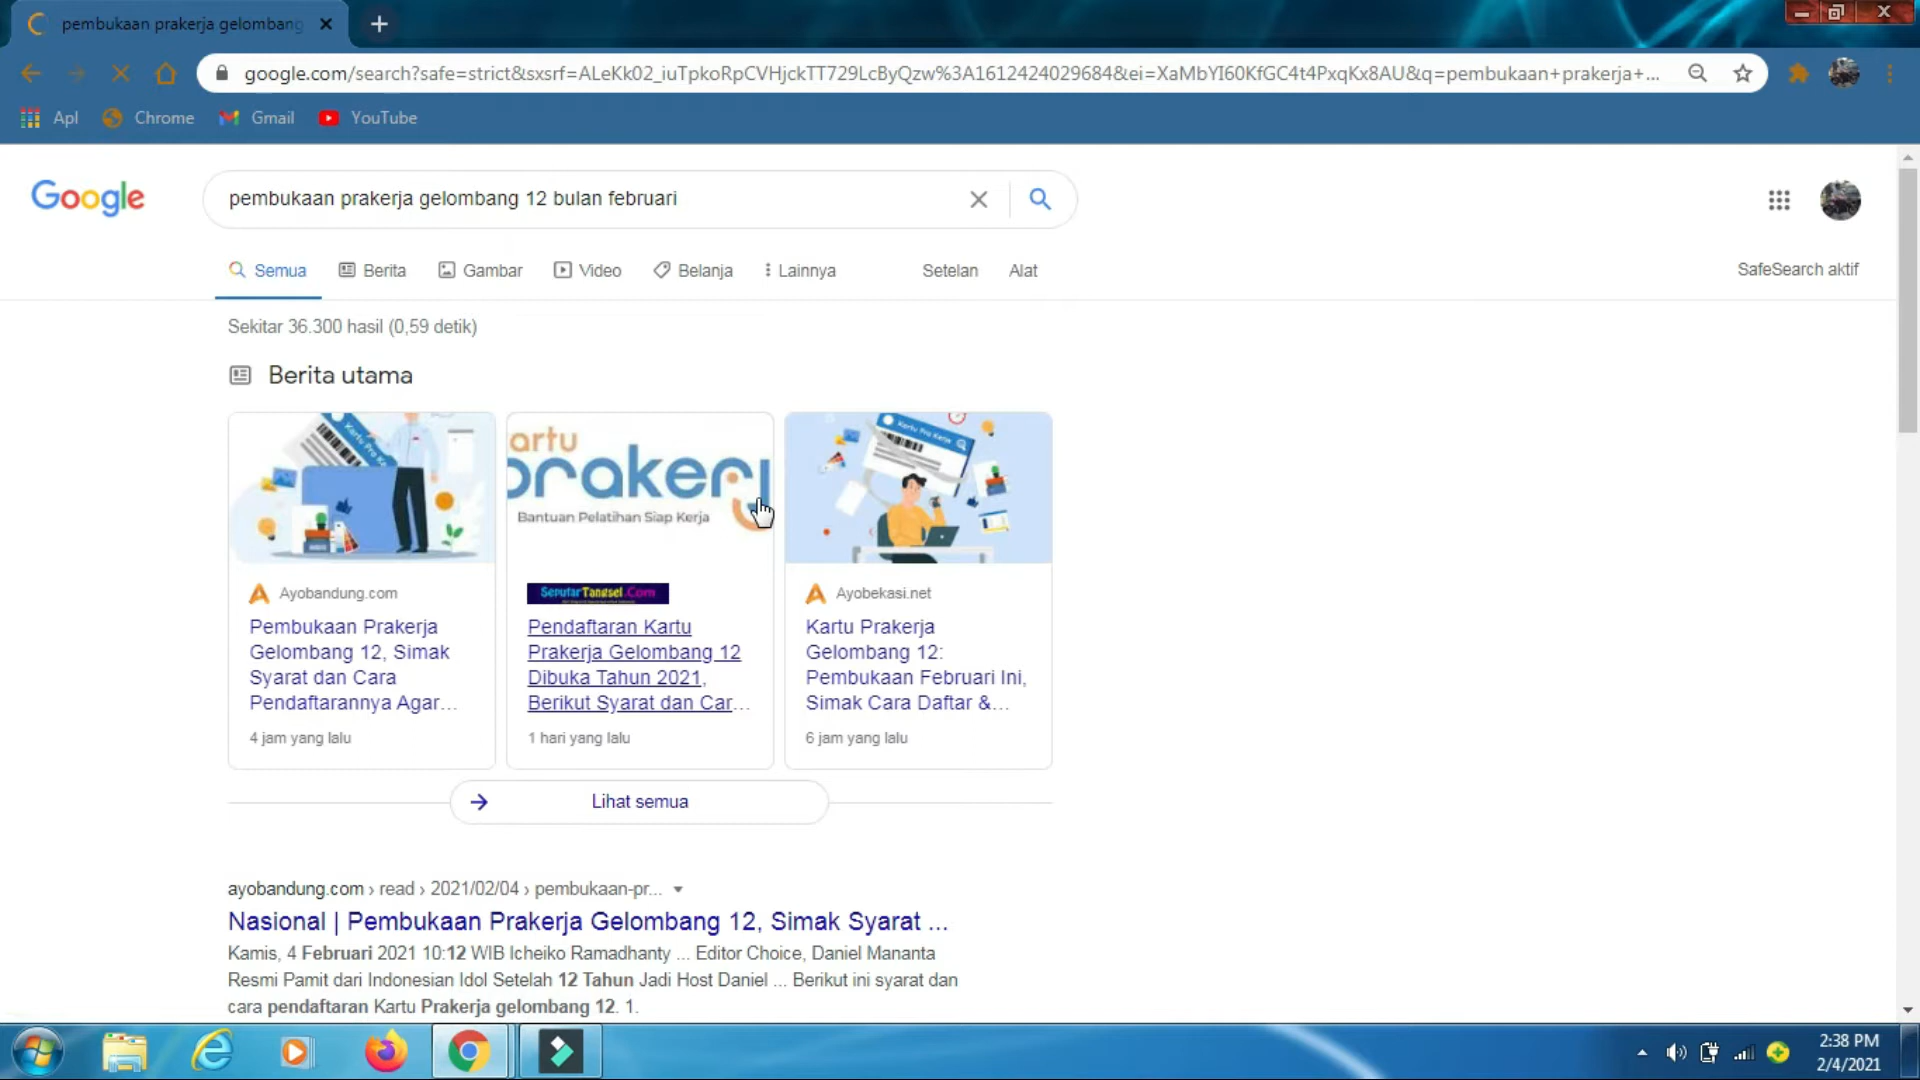 pembukaan prakerja gelombang
google.com/search?safe=strict&sxsrf=ALeKk02_iuTpkoRpCVHjckTT729LcByQzw%3A1612424029684&ei=XaMbYI60KfGC4t4PxqKx8AU&q=pembukaan+prakerja+...
Apl Chrome Gmail YouTube
Google pembukaan prakerja gelombang 12 bulan februari
Semua Berita Gambar Video Belanja Lainnya Setelan Alat SafeSearch aktif
Sekitar 36.300 hasil (0,59 detik)
Berita utama
Kartu Pro Ke
artu
prakerj
Bantuan Pelatihan Siap Kerja
Kartu Pro Kerja
Ayobandung.com
Pembukaan Prakerja
Gelombang 12, Simak
Syarat dan Cara
Pendaftarannya Agar...
4 jam yang lalu
SeputarTangsel.Com
Pendaftaran Kartu
Prakerja Gelombang 12
Dibuka Tahun 2021,
Berikut Syarat dan Car...
1 hari yang lalu
Ayobekasi.net
Kartu Prakerja
Gelombang 12:
Pembukaan Februari Ini,
Simak Cara Daftar &...
6 jam yang lalu
Lihat semua
ayobandung.com › read › 2021/02/04 › pembukaan-pr...
Nasional | Pembukaan Prakerja Gelombang 12, Simak Syarat ...
Kamis, 4 Februari 2021 10:12 WIB Icheiko Ramadhanty ... Editor Choice, Daniel Mananta
Resmi Pamit dari Indonesian Idol Setelah 12 Tahun Jadi Host Daniel ... Berikut ini syarat dan
cara pendaftaran Kartu Prakerja gelombang 12. 1.
2:38 PM
2/4/2021